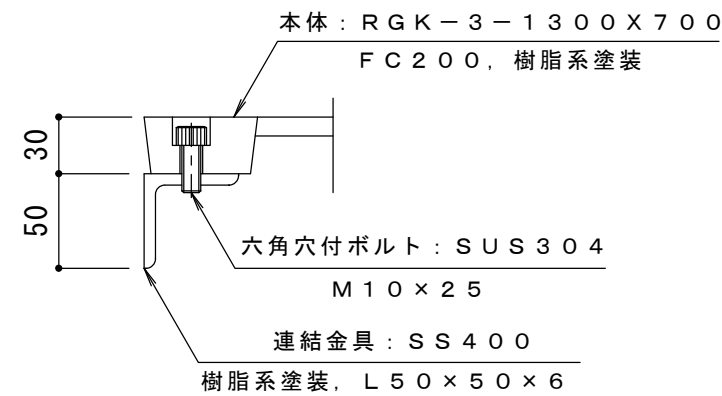 本体：ＲＧＫ－３－１３００Ｘ７００
ＦＣ２００，樹脂系塗装
30
50
六角穴付ボルト：ＳＵＳ３０４
Ｍ１０×２５
連結金具：ＳＳ４００
樹脂系塗装，Ｌ５０×５０×６